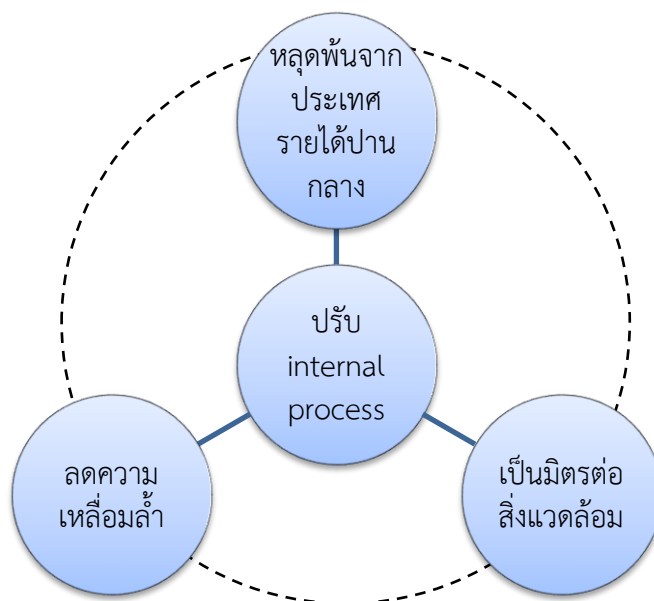 หลุดพ้นจาก
ประเทศ
รายได้ปาน
กลาง
ปรับ
internal
process
ลดความ
เหลื่อมล้ำ
เป็นมิตรต่อ
สิ่งแวดล้อม